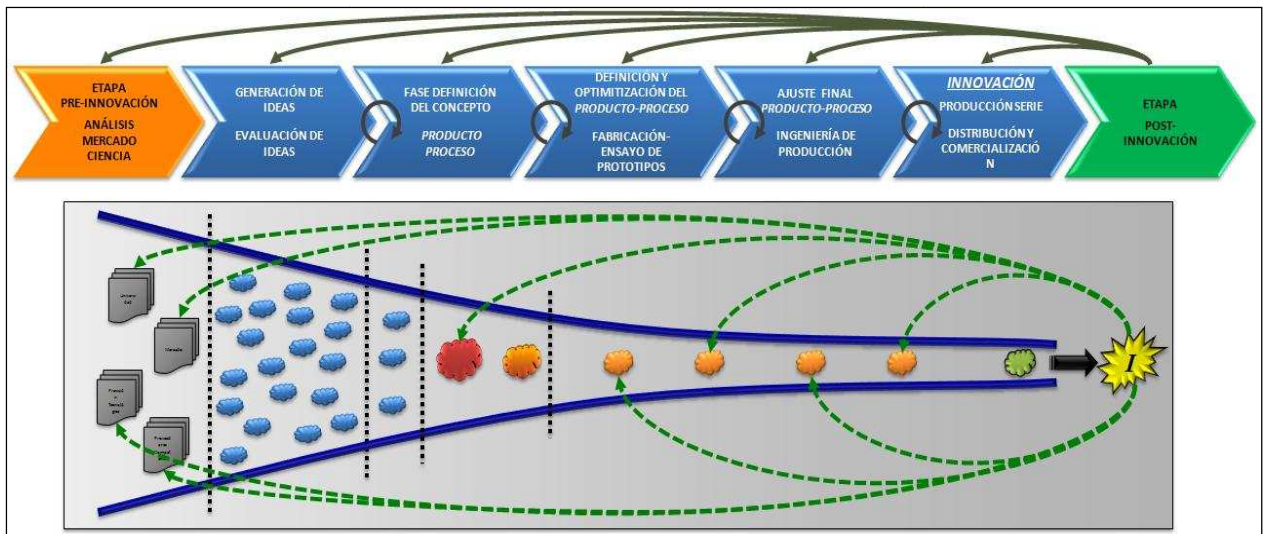 ETAPA
PRE-INNOVACIÓN
ANÁLISIS
MERCADO
CIENCIA
GENERACIÓN DE
IDEAS
EVALUACIÓN DE
IDEAS
FASE DEFINICIÓN
DEL CONCEPTO
PRODUCTO
PROCESO
DEFINICIÓN Y
OPTIMITIZACIÓN DEL
PRODUCTO-PROCESO
FABRICACIÓN-
ENSAYO DE
PROTOTIPOS
AJUSTE FINAL
PRODUCTO-PROCESO
INGENIERÍA DE
PRODUCCIÓN
INNOVACIÓN
PRODUCCIÓN SERIE
DISTRIBUCIÓN Y
COMERCIALIZACIÓ
N
ETAPA
POST-
INNOVACIÓN
Mercado
I